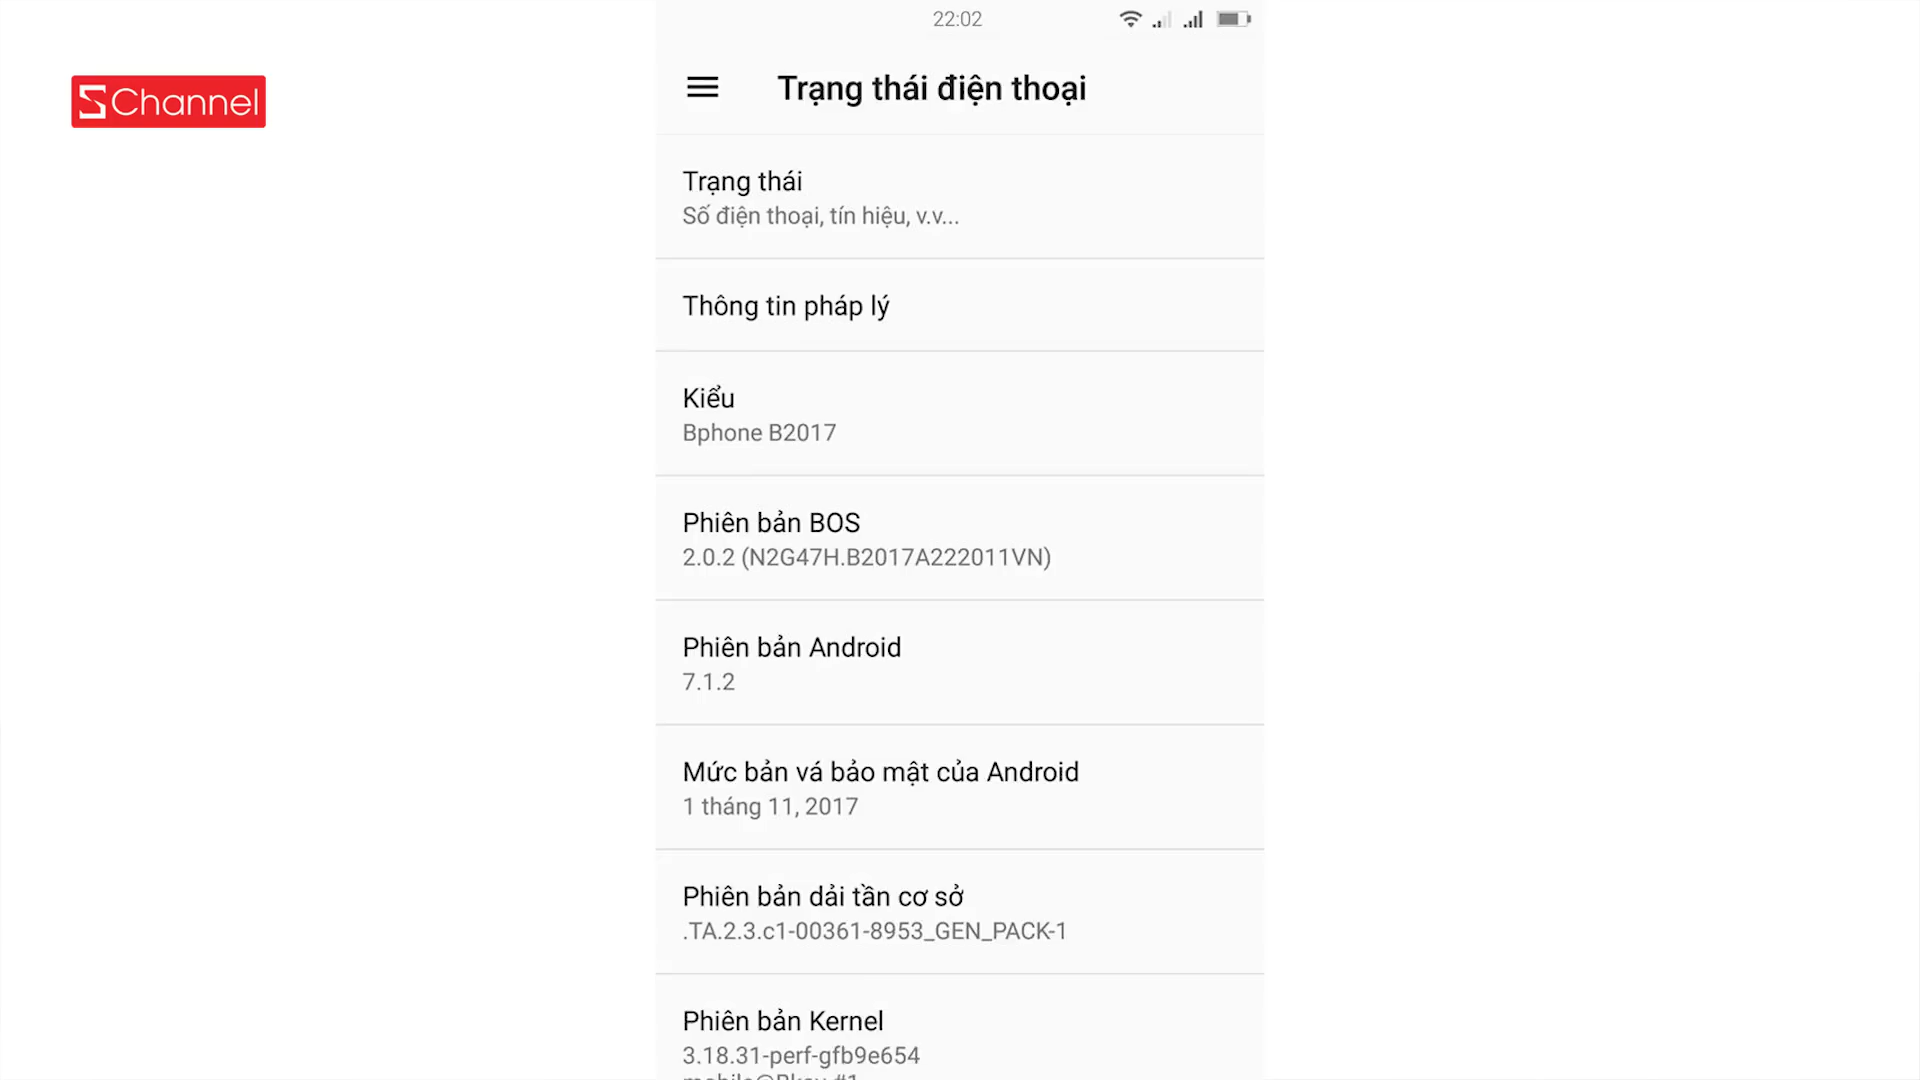 22:02
SChannel
Trạng thái điện thoại
Trạng thái
Số điện thoại, tín hiệu, v.v...
Thông tin pháp lý
Kiểu
Bphone B2017
Phiên bản BOS
2.0.2 (N2G47H.B2017A222011VN)
Phiên bản Android
7.1.2
Mức bản vá bảo mật của Android
1 tháng 11, 2017
Phiên bản dải tần cơ sở
.TA.2.3.c1-00361-8953_GEN_PACK-1
Phiên bản Kernel
3.18.31-perf-gfb9e654